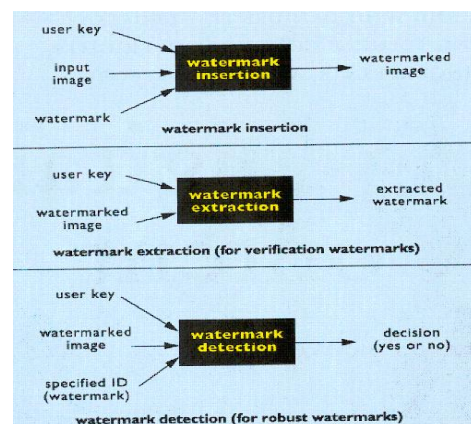 user key
input
image
watermark
watermark
insertion
watermarked
image
watermark insertion
user key
watermarked
image
watermark
extraction
extracted
watermark
watermark extraction (for verification watermarks)
user key
watermarked
image
specified ID
(watermark)
watermark
detection
decision
(yes or no)
watermark detection (for robust watermarks)